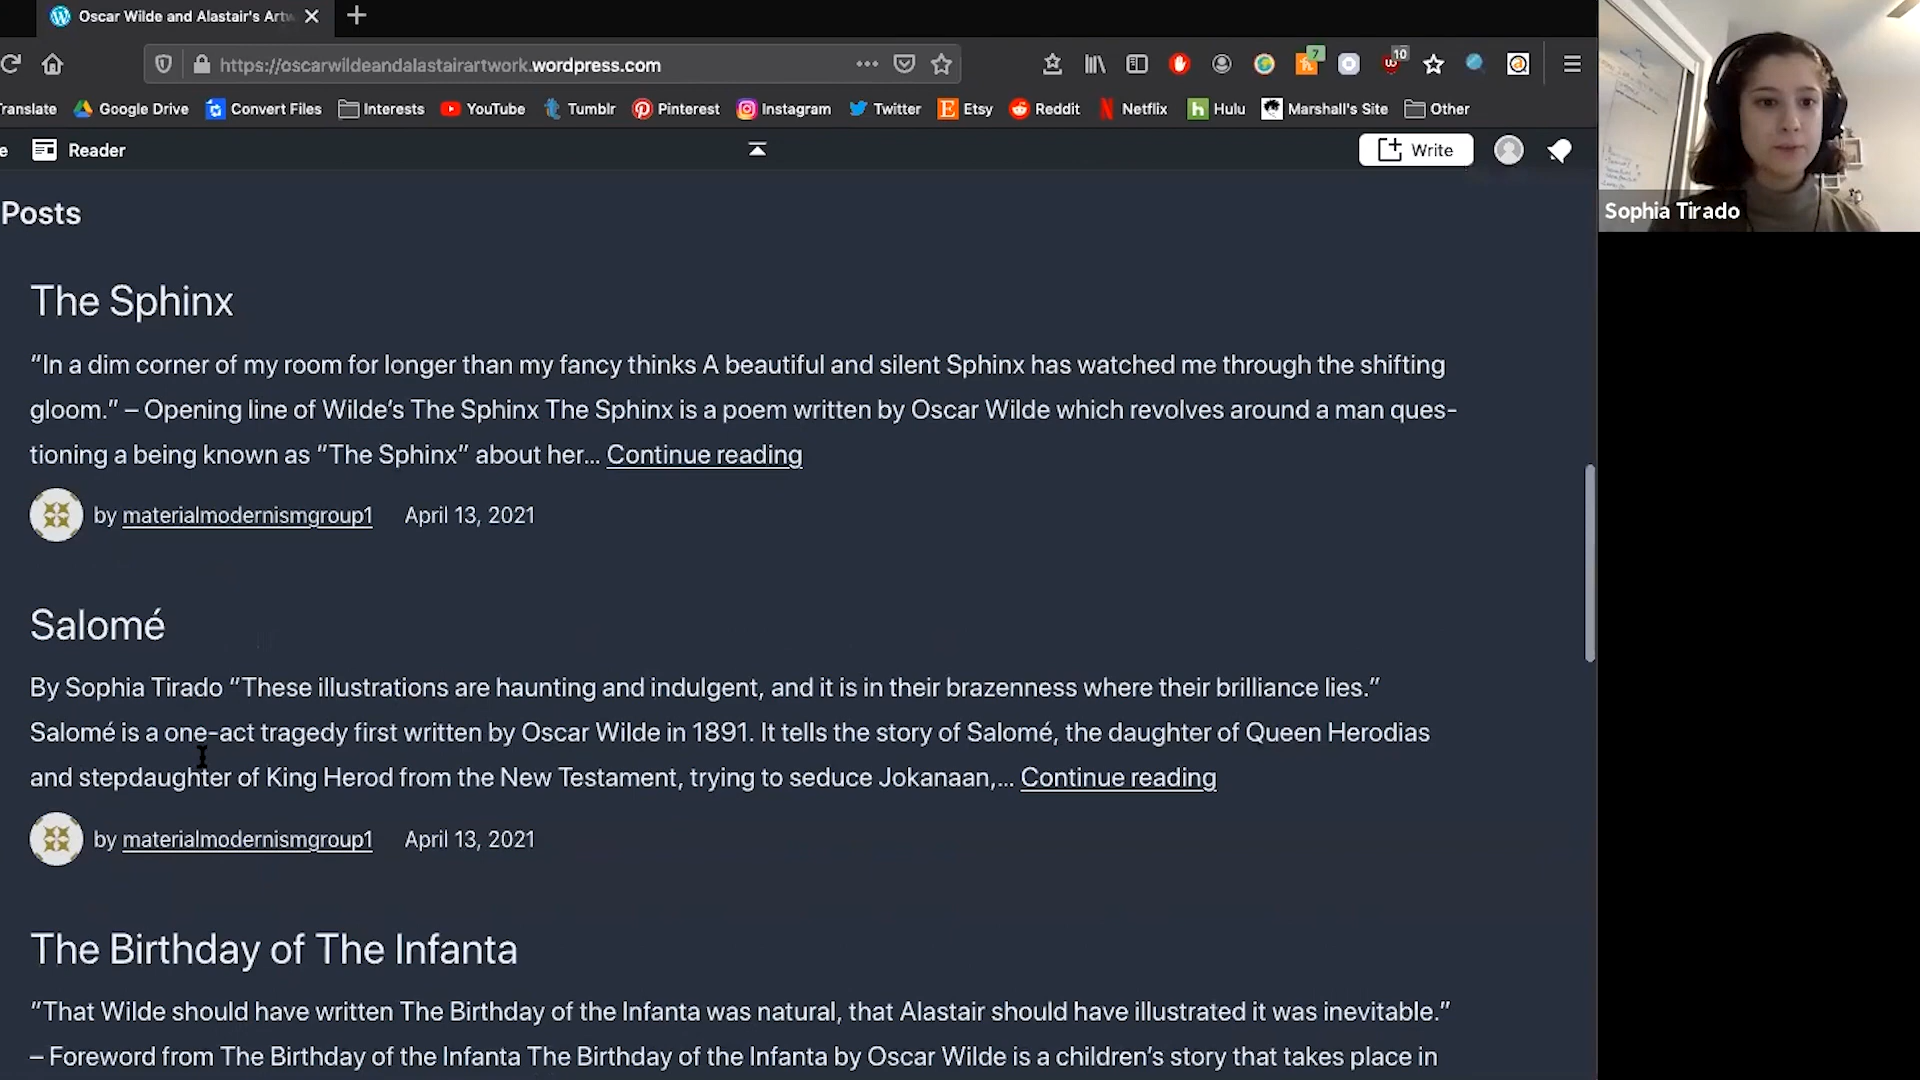 Oscar Wilde and Alastair's Artw
https://oscarwildeandalastairartwork.wordpress.com
7
10
ranslate Google Drive Convert Files Interests YouTube Tumblr Pinterest Instagram Twitter Etsy Reddit Netflix Hulu Marshall's Site Other
e Reader Write
Sophia Tirado
Posts
The Sphinx
“In a dim corner of my room for longer than my fancy thinks A beautiful and silent Sphinx has watched me through the shifting
gloom.” – Opening line of Wilde’s The Sphinx The Sphinx is a poem written by Oscar Wilde which revolves around a man ques-
tioning a being known as “The Sphinx” about her... Continue reading
by materialmodernismgroup1 April 13, 2021
Salomé
By Sophia Tirado “These illustrations are haunting and indulgent, and it is in their brazenness where their brilliance lies.”
Salomé is a one-act tragedy first written by Oscar Wilde in 1891. It tells the story of Salomé, the daughter of Queen Herodias
and stepdaughter of King Herod from the New Testament, trying to seduce Jokanaan,... Continue reading
by materialmodernismgroup1 April 13, 2021
The Birthday of The Infanta
“That Wilde should have written The Birthday of the Infanta was natural, that Alastair should have illustrated it was inevitable.”
– Foreword from The Birthday of the Infanta The Birthday of the Infanta by Oscar Wilde is a children’s story that takes place in